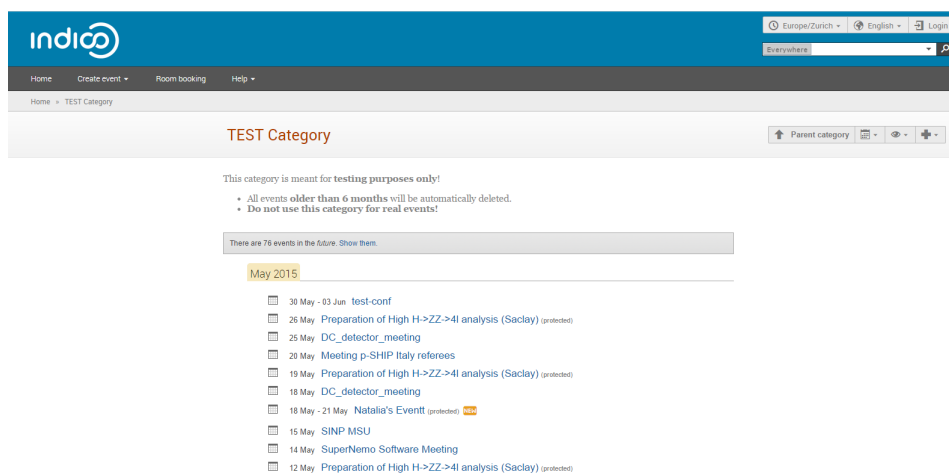 indico
Europe/Zurich English Login
Everywhere
Home Create event Room booking Help
Home » TEST Category
TEST Category
Parent category
This category is meant for testing purposes only!
• All events older than 6 months will be automatically deleted.
• Do not use this category for real events!
There are 76 events in the future. Show them.
May 2015
30 May - 03 Jun test-conf
26 May Preparation of High H->ZZ->4l analysis (Saclay) (protected)
25 May DC_detector_meeting
20 May Meeting p-SHIP Italy referees
19 May Preparation of High H->ZZ->4l analysis (Saclay) (protected)
18 May DC_detector_meeting
18 May - 21 May Natalia's Eventt (protected) NEW
15 May SINP MSU
14 May SuperNemo Software Meeting
12 May Preparation of High H->ZZ->4l analysis (Saclay) (protected)